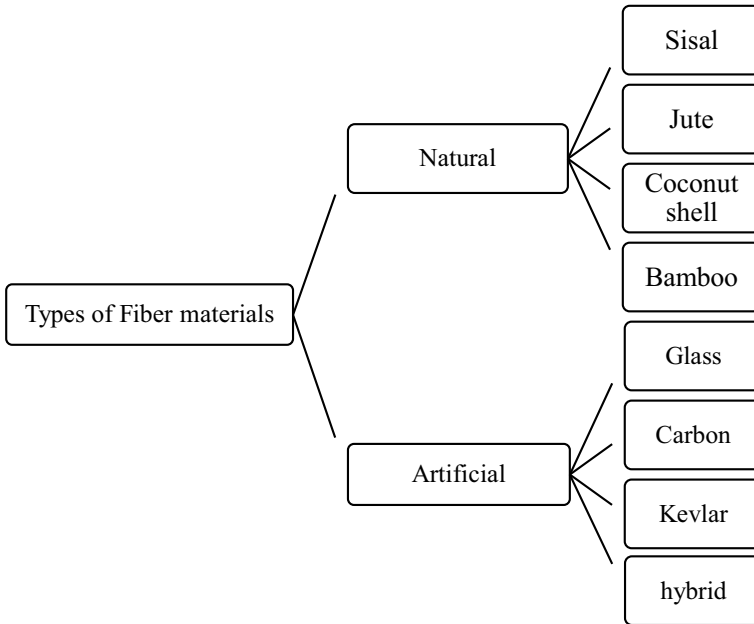 Types of Fiber materials
Natural
Sisal
Jute
Coconut
shell
Bamboo
Artificial
Glass
Carbon
Kevlar
hybrid